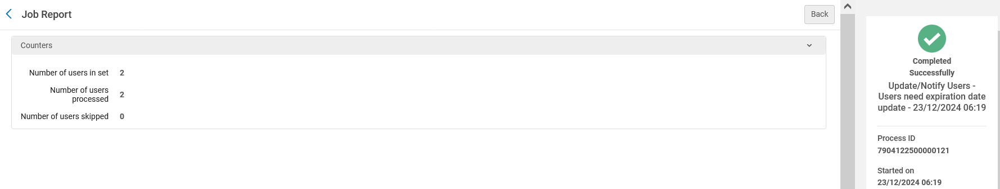 Job Report
Back
Counters
Number of users in set 2
Number of users
processed 2
Number of users skipped 0
Completed
Successfully
Update/Notify Users -
Users need expiration date
update - 23/12/2024 06:19
Process ID
7904122500000121
Started on
23/12/2024 06:19